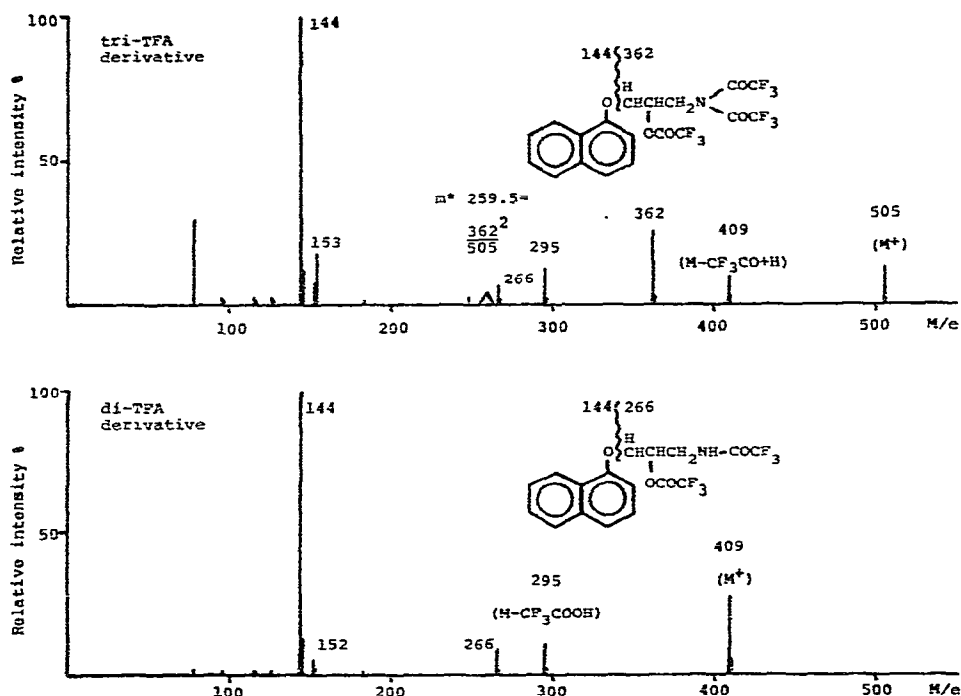 100
tri-TFA
derivative
144
144 362
H
O CHCHCH2N
COCF3
COCF3
OCOCF3
50
m* 259.5=
362²
505
153
266
295
362
409
(M-CF3CO+H)
505
(M+)
100 200 300 400 500 M/e
Relative intensity %
100
di-TFA
derivative
144
144 266
H
O CHCHCH2NH-COCF3
OCOCF3
50
152
266
295
(M-CF3COOH)
409
(M+)
100 200 300 400 500 M/e
Relative intensity %